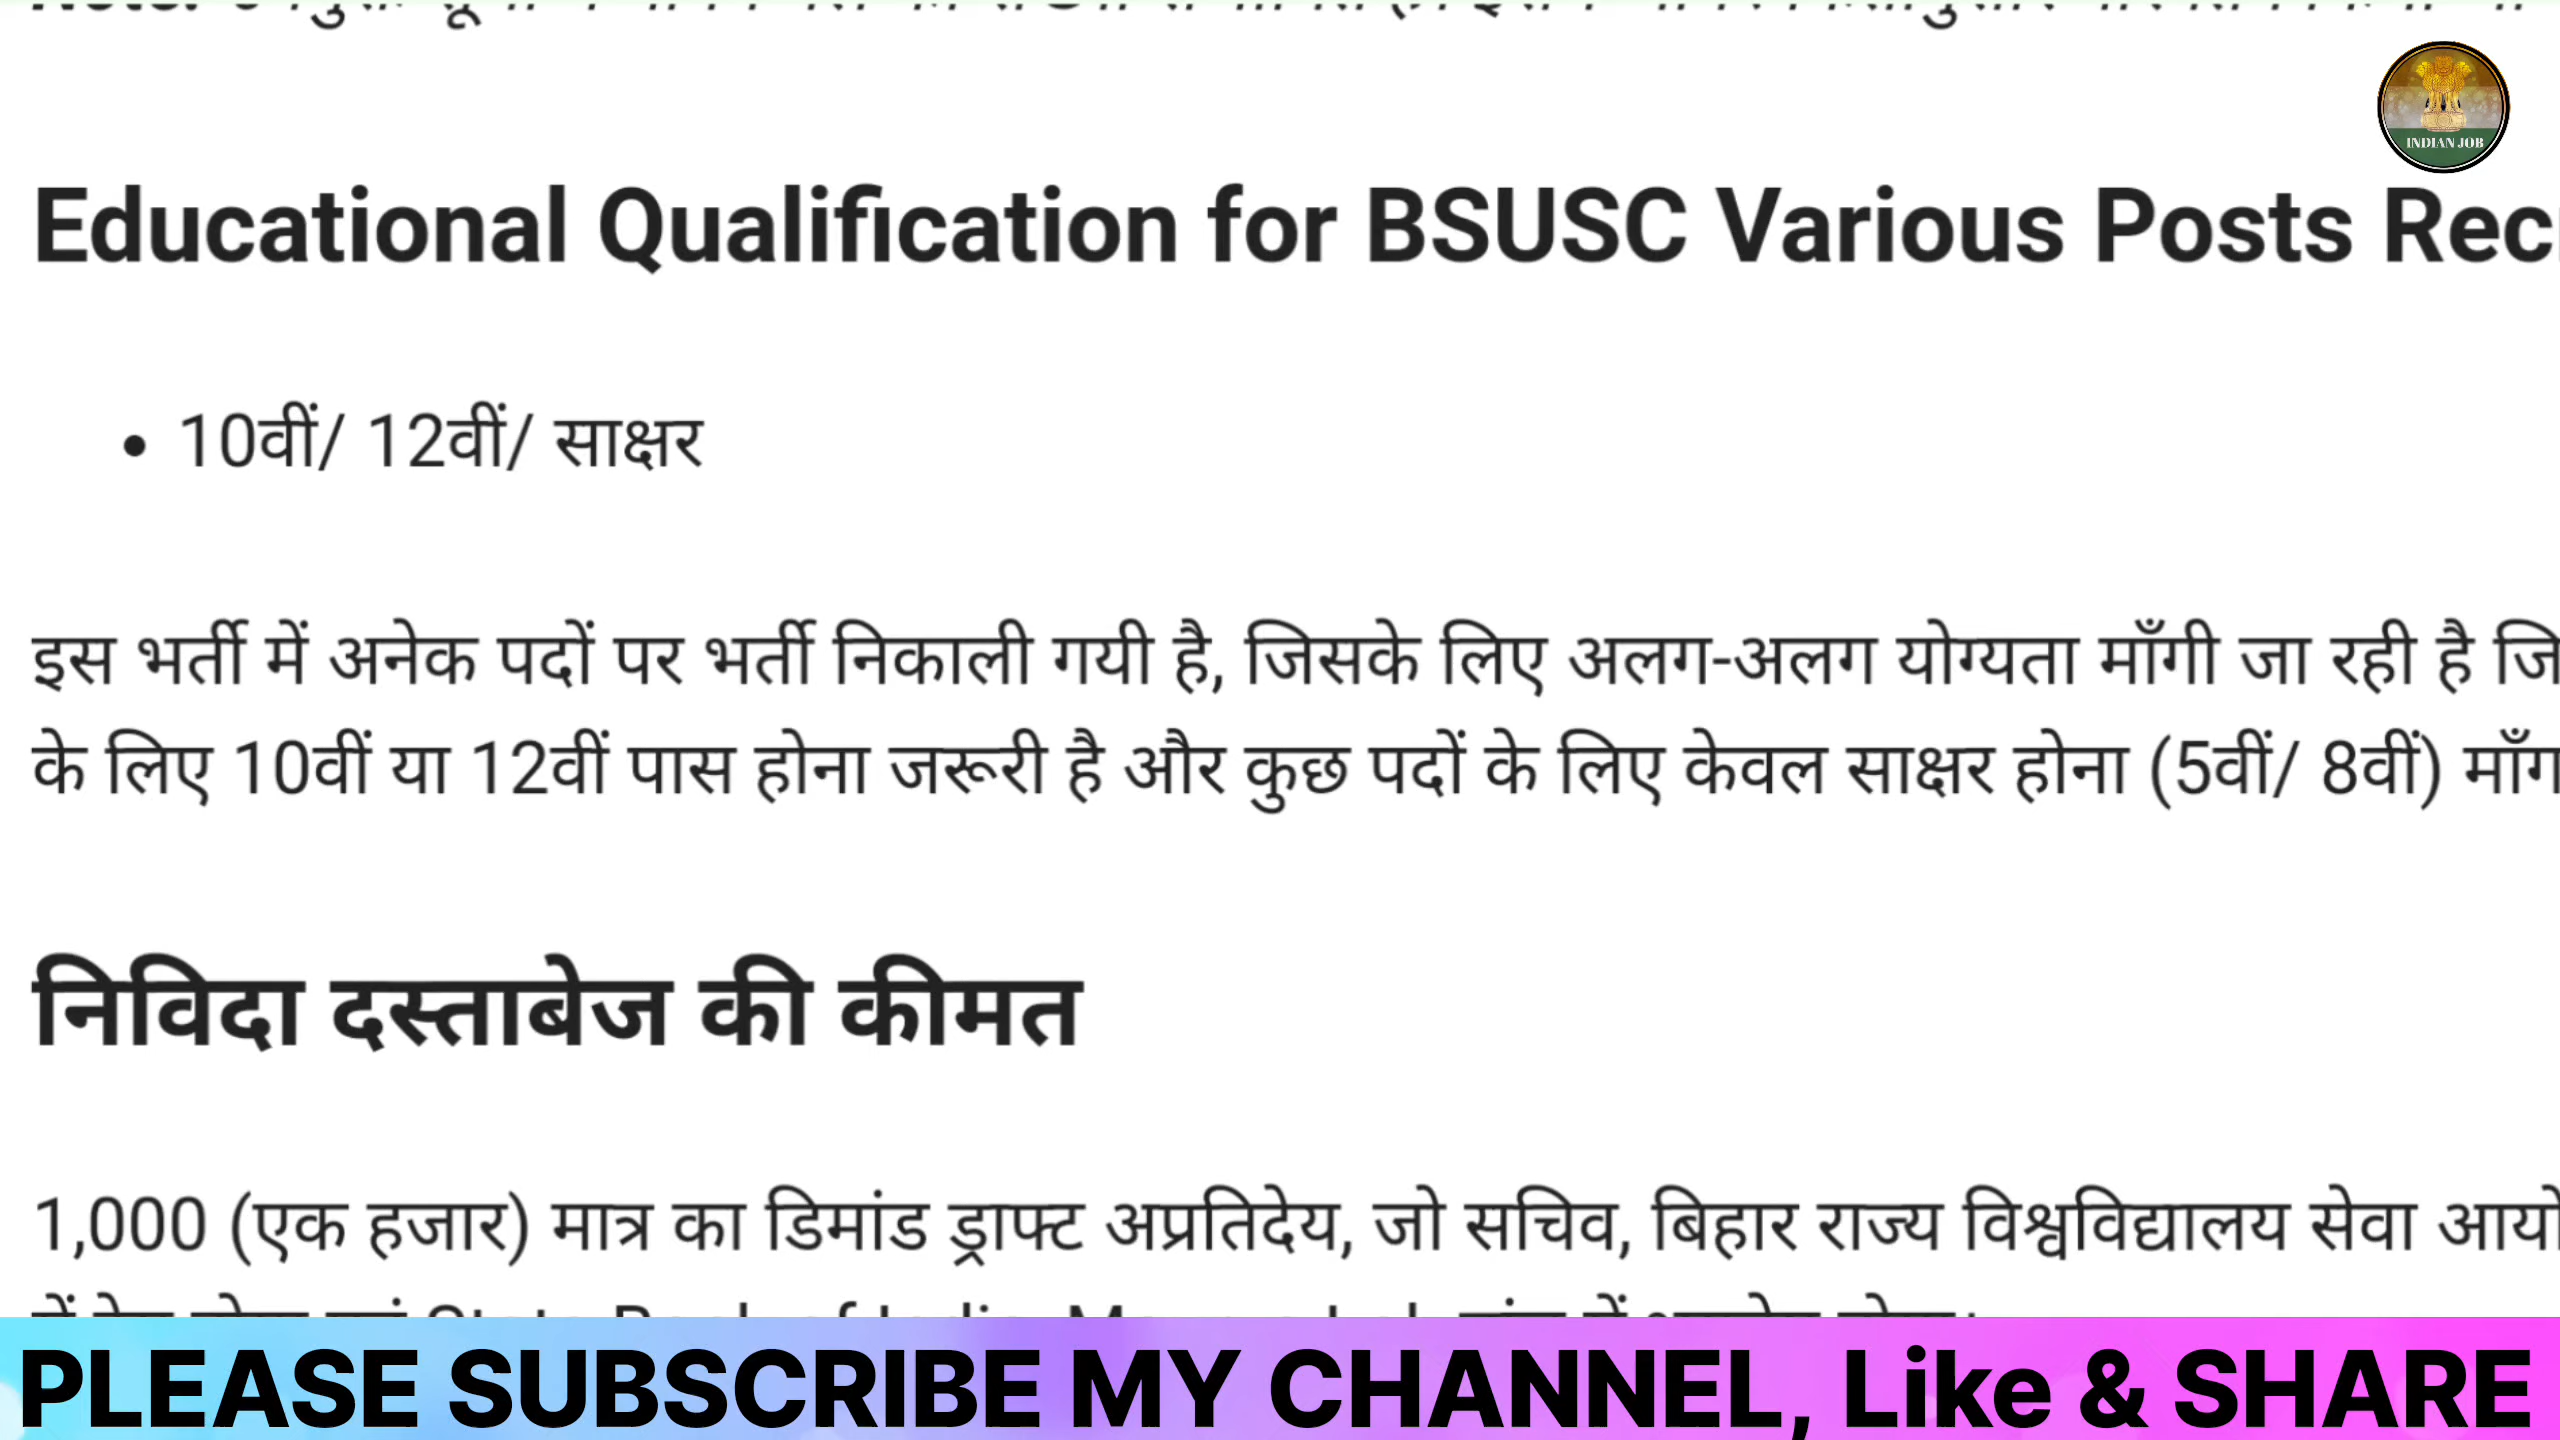 INDIAN JOB
Educational Qualification for BSUSC Various Posts
• 10वीं/ 12वीं/ साक्षर
इस भर्ती में अनेक पदों पर भर्ती निकाली गयी है, जिसके लिए अलग-अलग योग्यता माँगी जा रही है
के लिए 10वीं या 12वीं पास होना जरूरी है और कुछ पदों के लिए केवल साक्षर होना (5वीं/ 8वीं)
निविदा दस्ताबेज की कीमत
1,000 (एक हजार) मात्र का डिमांड ड्राफ्ट अप्रतिदेय, जो सचिव, बिहार राज्य विश्वविद्यालय सेवा
PLEASE SUBSCRIBE MY CHANNEL, Like & SHARE